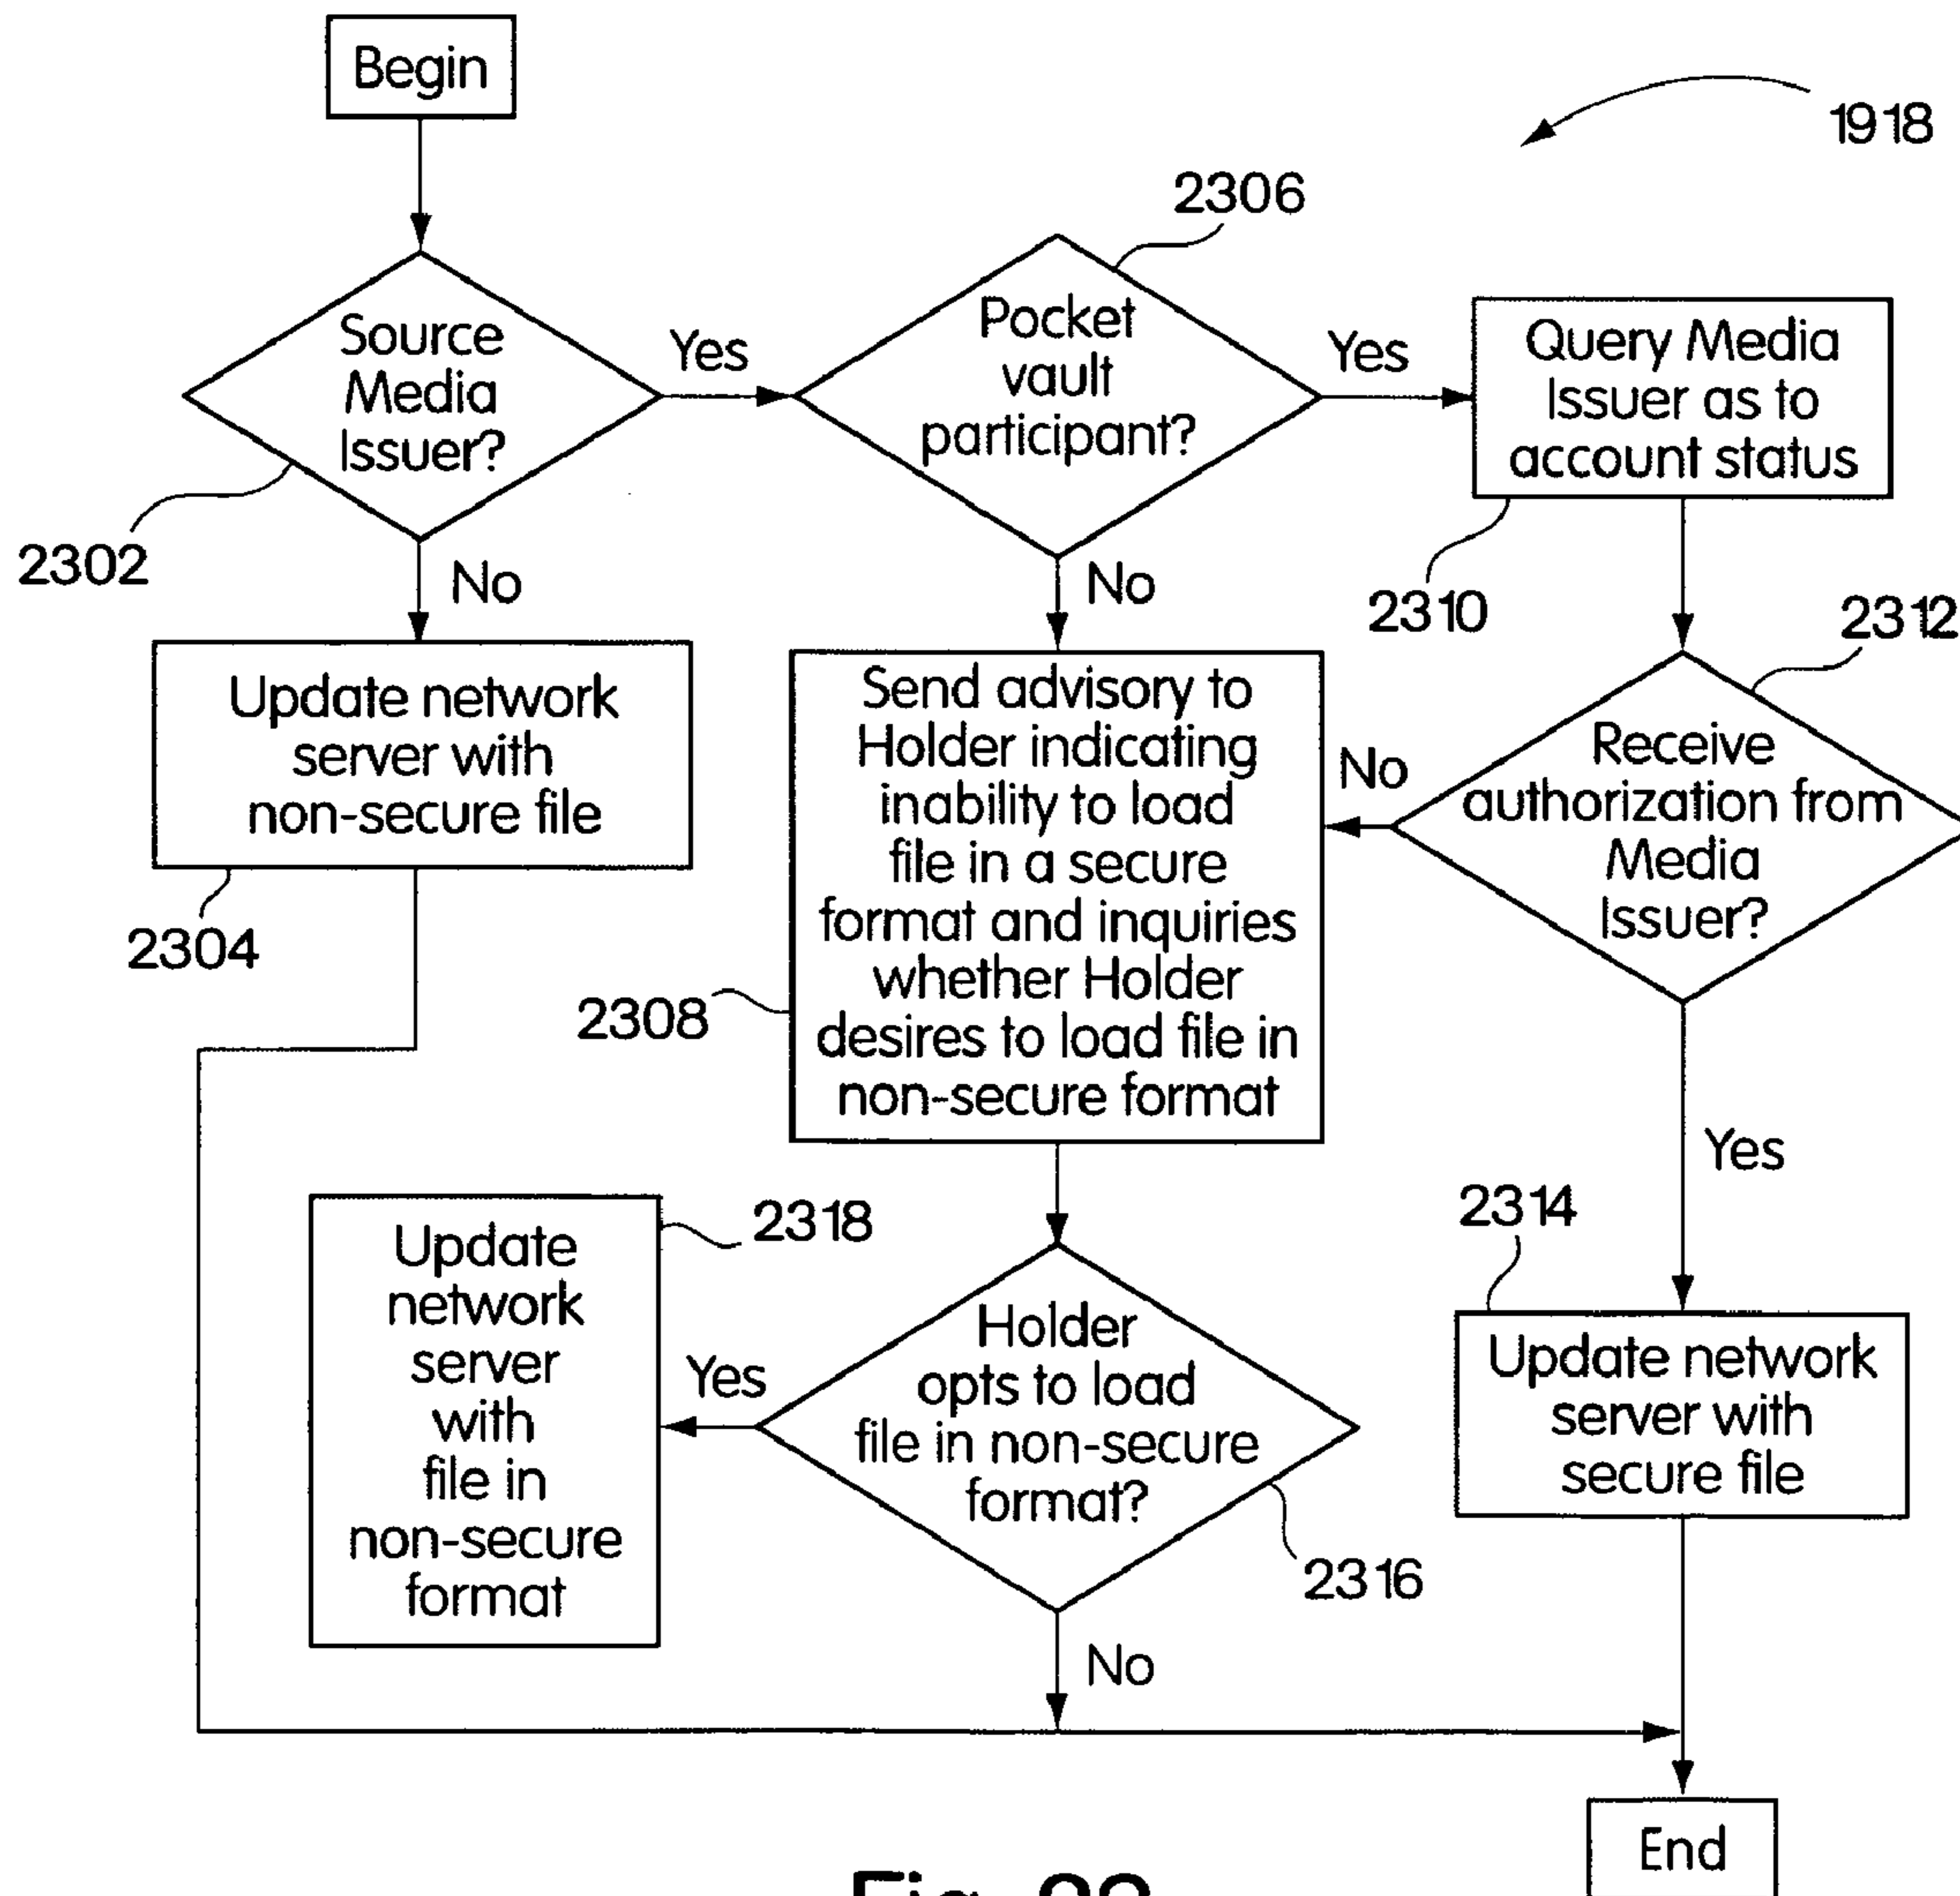 Begin
1918
2306
Source
Media
Issuer?
Yes
Pocket
vault
participant?
Yes
Query Media
Issuer as to
account status
2302
No
No
2310
2312
Update network
server with
non-secure file
2304
Send advisory to
Holder indicating
inability to load
file in a secure
format and inquiries
whether Holder
desires to load file in
non-secure format
2308
No
Receive
authorization from
Media
Issuer?
Yes
2318
2314
Update
network
server
with
file in
non-secure
format
Yes
Holder
opts to load
file in non-secure
format?
2316
Update network
server with
secure file
No
End
Fig.